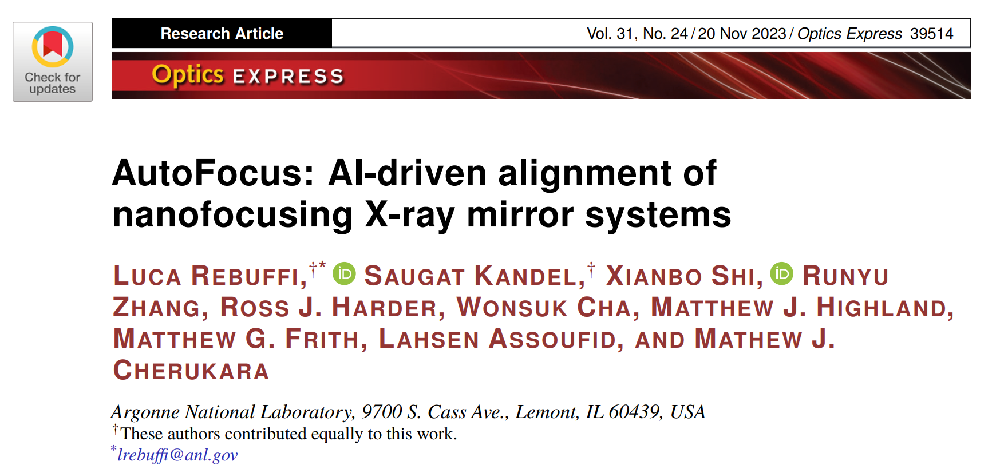 Check for
updates
Research Article
Vol. 31, No. 24 / 20 Nov 2023 / Optics Express 39514
Optics EXPRESS
AutoFocus: AI-driven alignment of
nanofocusing X-ray mirror systems
LUCA REBUFFI,†* iD SAUGAT KANDEL,† XIANBO SHI, iD RUNYU
ZHANG, ROSS J. HARDER, WONSUK CHA, MATTHEW J. HIGHLAND,
MATTHEW G. FRITH, LAHSEN ASSOUFID, AND MATHEW J.
CHERUKARA
Argonne National Laboratory, 9700 S. Cass Ave., Lemont, IL 60439, USA
†These authors contributed equally to this work.
*lrebuffi@anl.gov